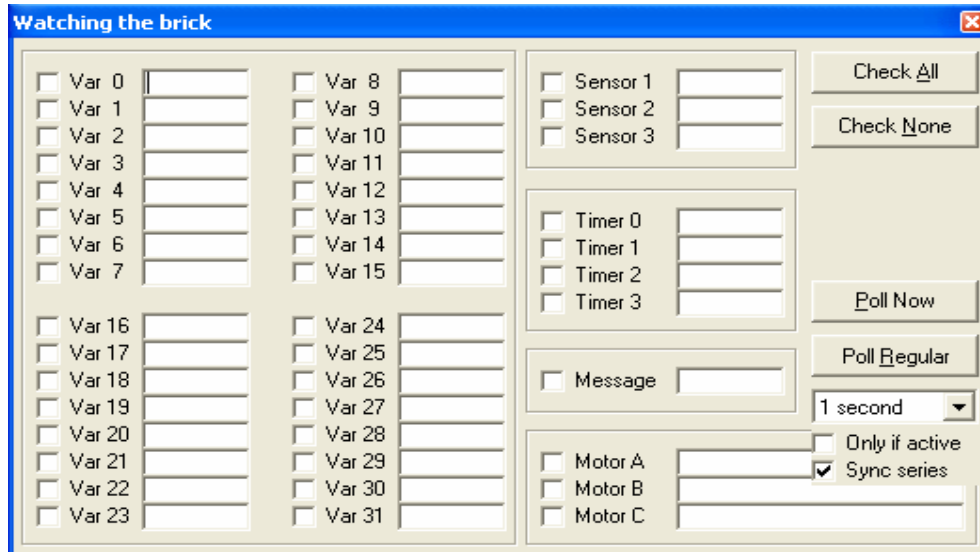 Watching the brick
Var 0
Var 1
Var 2
Var 3
Var 4
Var 5
Var 6
Var 7
Var 8
Var 9
Var 10
Var 11
Var 12
Var 13
Var 14
Var 15
Var 16
Var 17
Var 18
Var 19
Var 20
Var 21
Var 22
Var 23
Var 24
Var 25
Var 26
Var 27
Var 28
Var 29
Var 30
Var 31
Sensor 1
Sensor 2
Sensor 3
Timer 0
Timer 1
Timer 2
Timer 3
Message
Motor A
Motor B
Motor C
Check All
Check None
Poll Now
Poll Regular
1 second
Only if active
Sync series